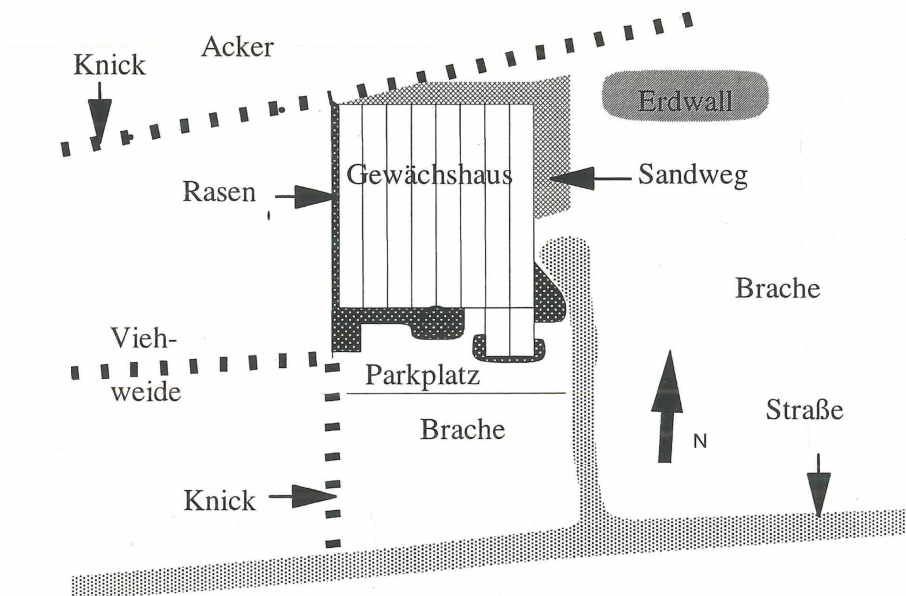 Acker
Knick
Erdwall
Gewächshaus
Sandweg
Rasen
Brache
Vieh-
weide
Parkplatz
Straße
Brache
N
Knick